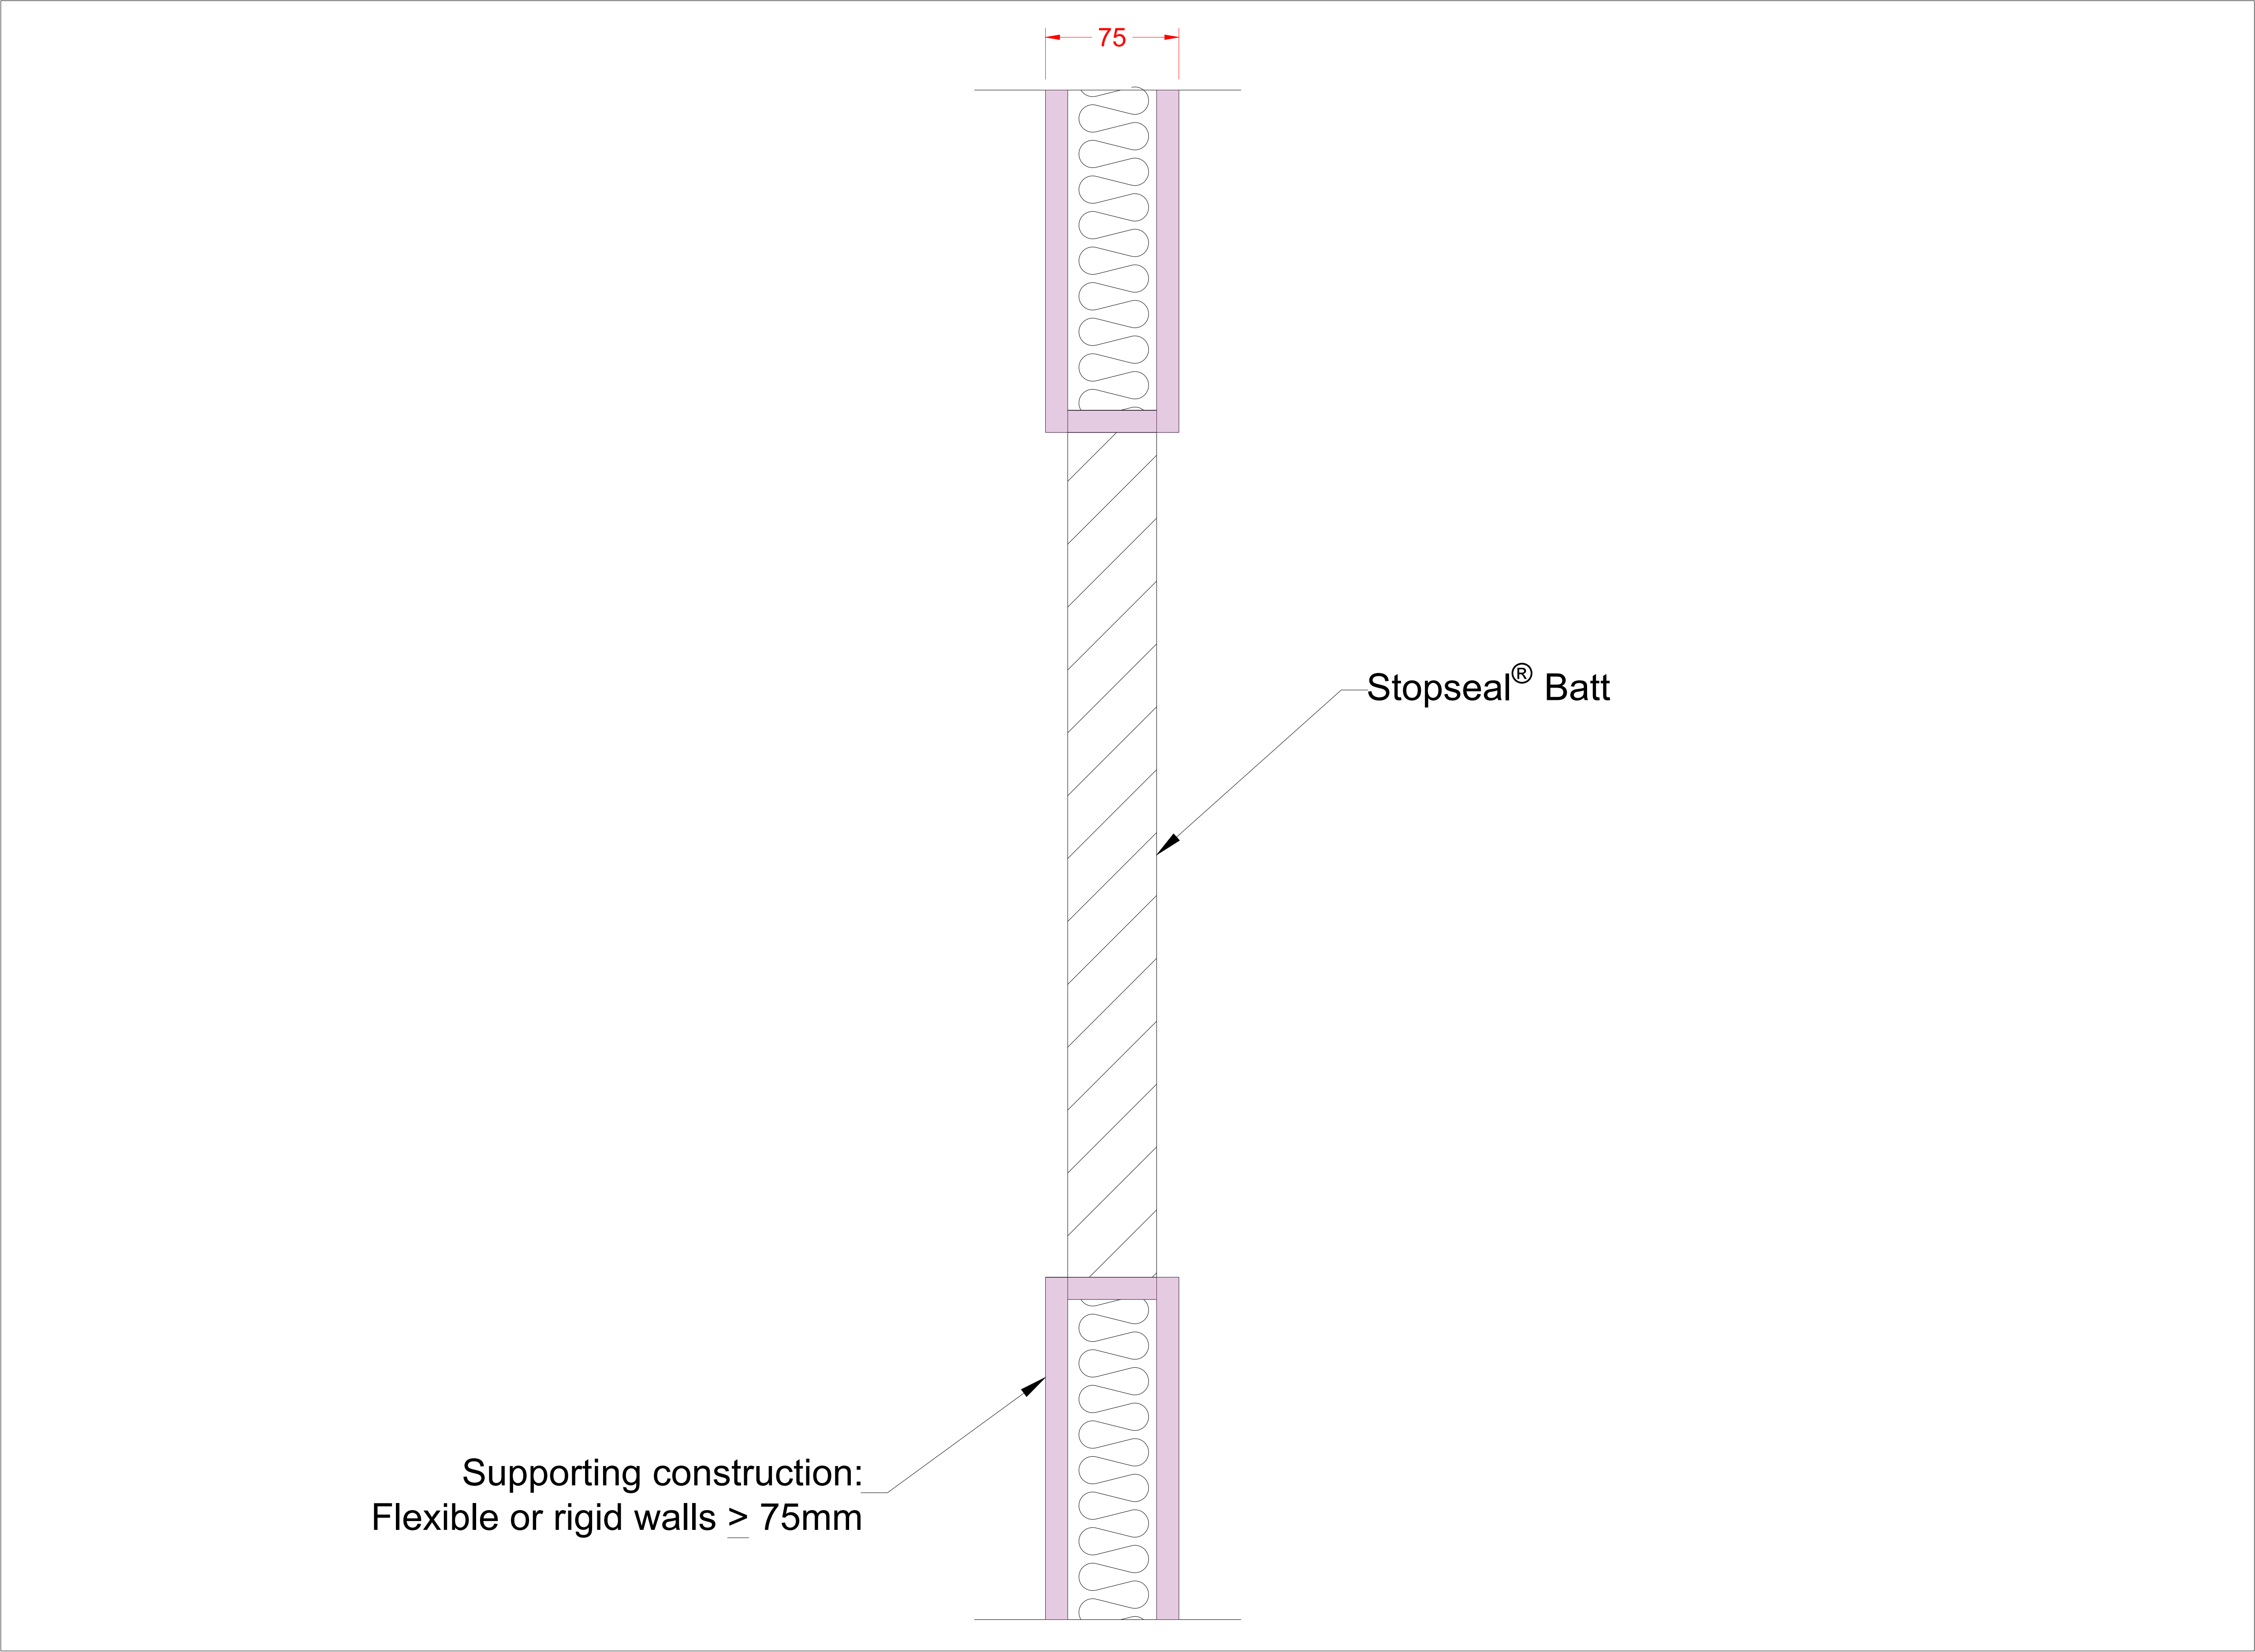 75
Stopseal® Batt
Supporting construction:
Flexible or rigid walls ≥ 75mm